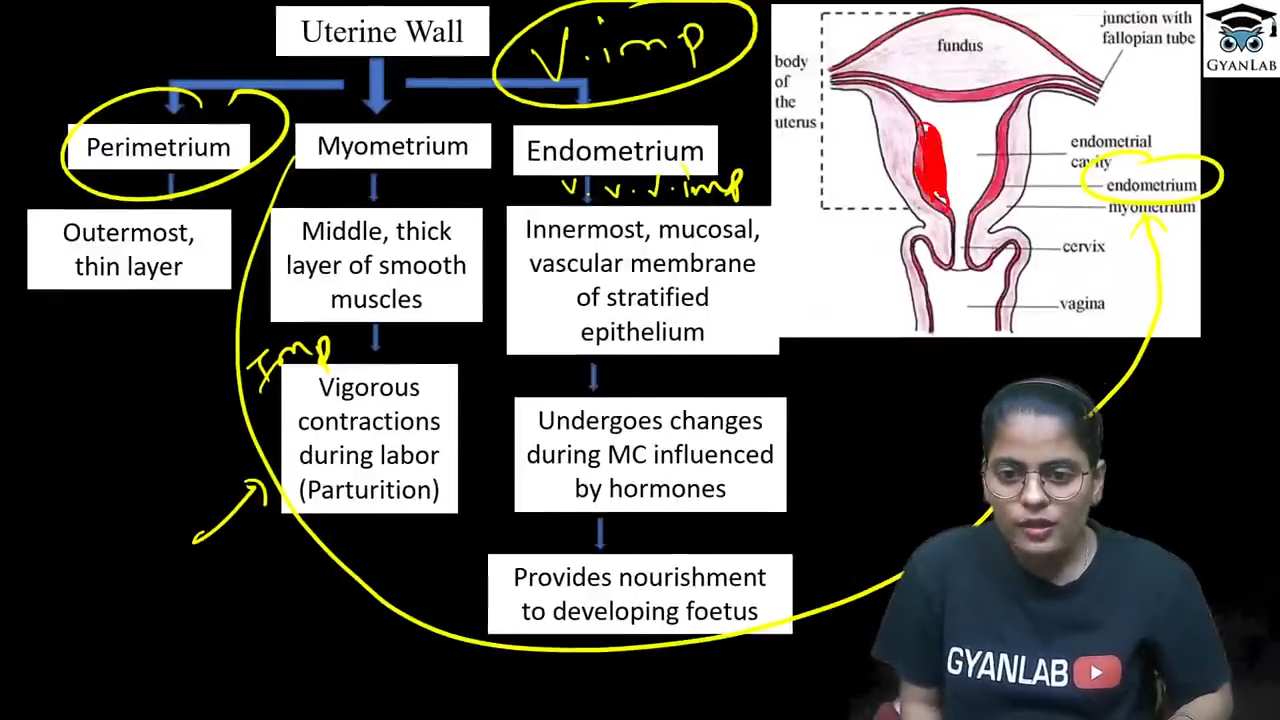 Uterine Wall
V.imp
Perimetrium
Myometrium
Endometrium
v. v. v. imp
Outermost,
thin layer
Middle, thick
layer of smooth
muscles
Innermost, mucosal,
vascular membrane
of stratified
epithelium
Imp
Vigorous
contractions
during labor
(Parturition)
Undergoes changes
during MC influenced
by hormones
Provides nourishment
to developing foetus
body
of
the
uterus
fundus
junction with
fallopian tube
endometrial
cavity
endometrium
myometrium
cervix
vagina
GYANLAB
GYANLAB